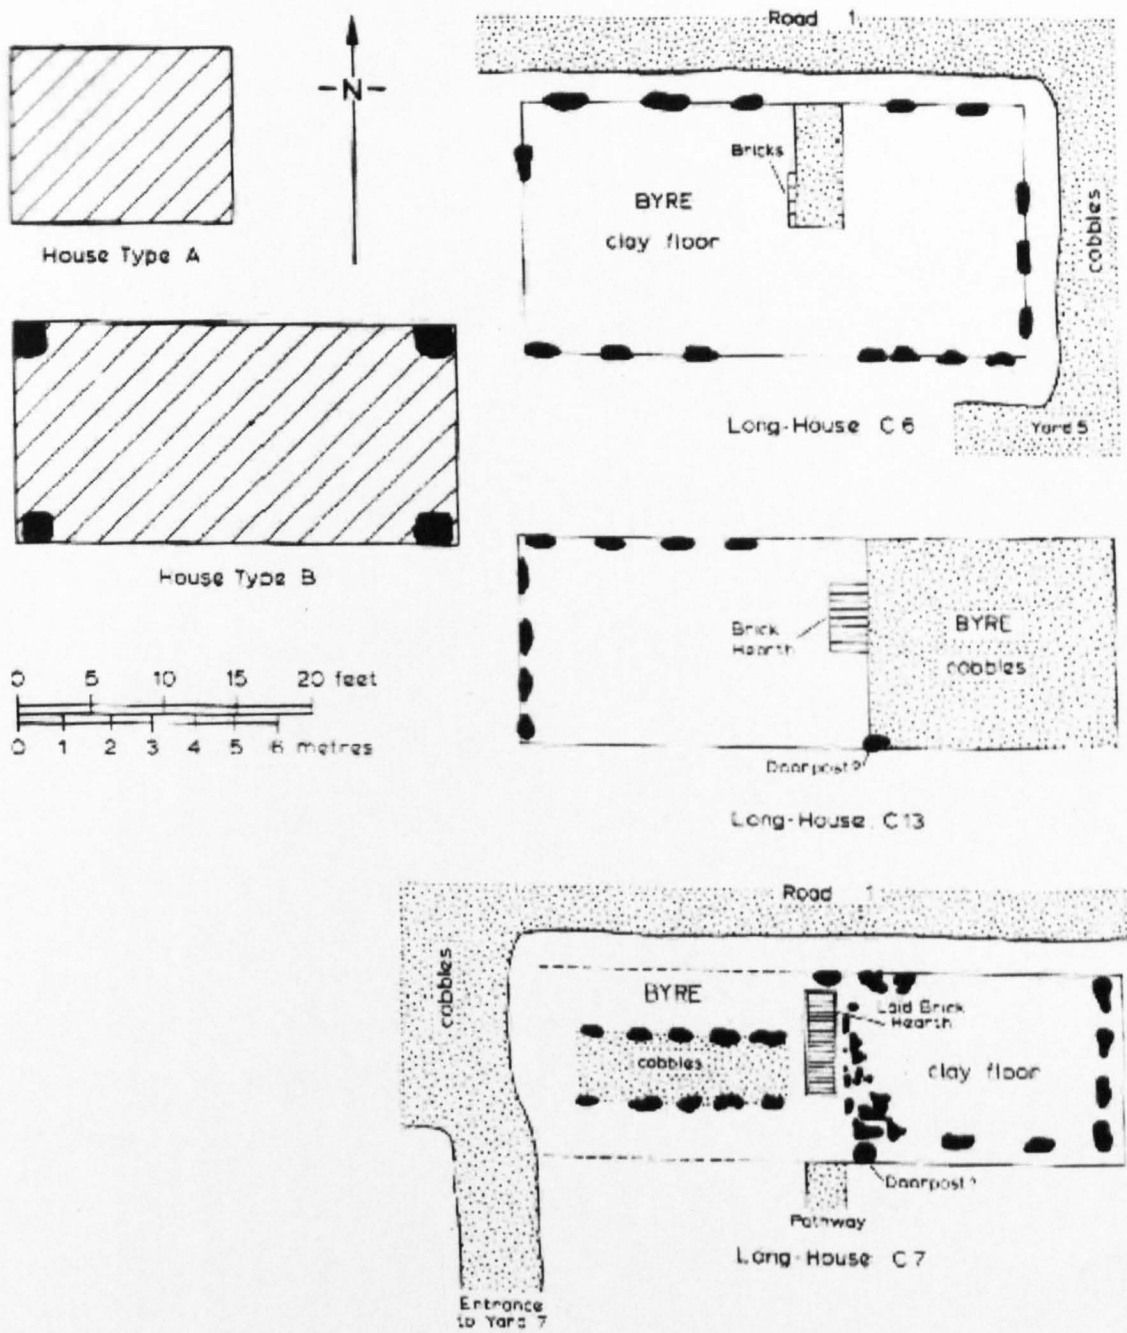 N
House Type A
House Type B
0 5 10 15 20 feet
0 1 2 3 4 5 6 metres
Road 1
Bricks
BYRE
clay floor
cobbles
Long-House C6
Yard 5
Brick
Hearth
BYRE
cobbles
Doorpost?
Long-House C13
Road 1
cobbles
BYRE
cobbles
Laid Brick
Hearth
clay floor
Doorpost?
Pathway
Long-House C7
Entrance
to Yard 7